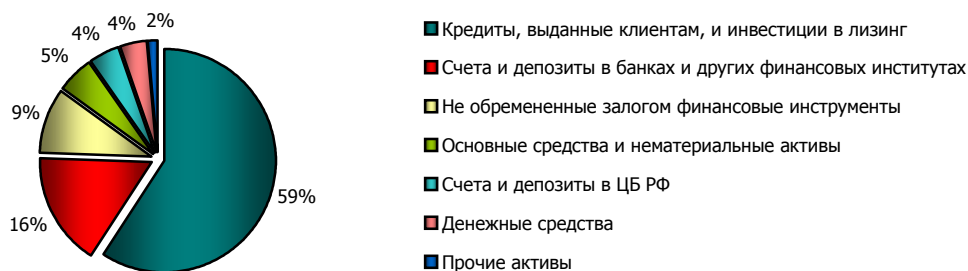 4%
4%
2%
5%
9%
16%
59%
Кредиты, выданные клиентам, и инвестиции в лизинг
Счета и депозиты в банках и других финансовых институтах
Не обремененные залогом финансовые инструменты
Основные средства и нематериальные активы
Счета и депозиты в ЦБ РФ
Денежные средства
Прочие активы